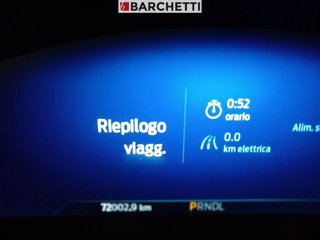 BARCHETTI
Riepilogo
viagg.
0:52
orario
0.0
km elettrica
Alim. s
72002.9 km
PRNDL